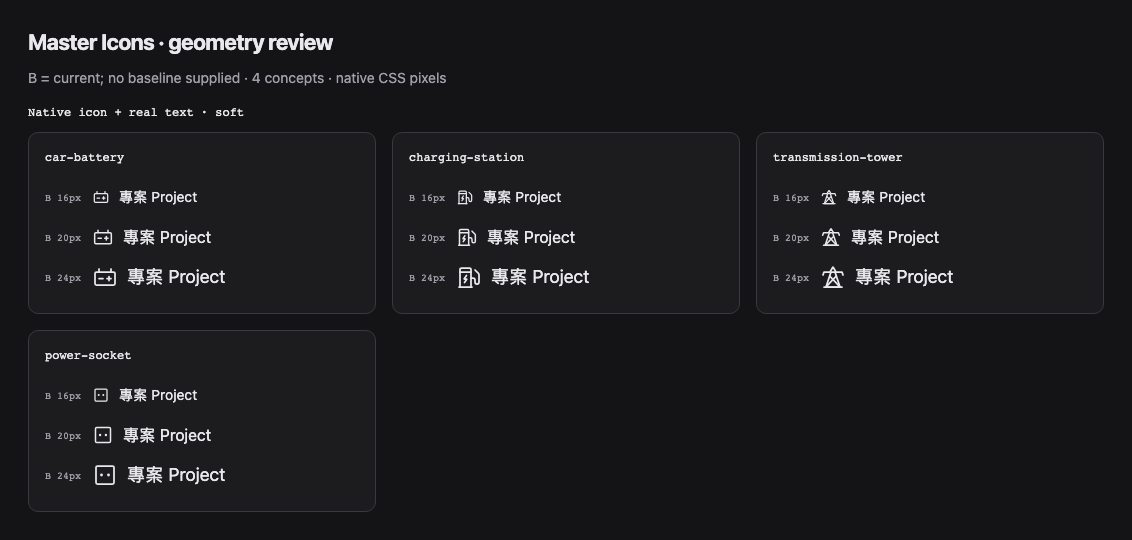 Master Icons · geometry review
B = current; no baseline supplied · 4 concepts · native CSS pixels
Native icon + real text · soft
car-battery
B 16px 專案 Project
B 20px 專案 Project
B 24px 專案 Project
charging-station
B 16px 專案 Project
B 20px 專案 Project
B 24px 專案 Project
transmission-tower
B 16px 專案 Project
B 20px 專案 Project
B 24px 專案 Project
power-socket
B 16px 專案 Project
B 20px 專案 Project
B 24px 專案 Project